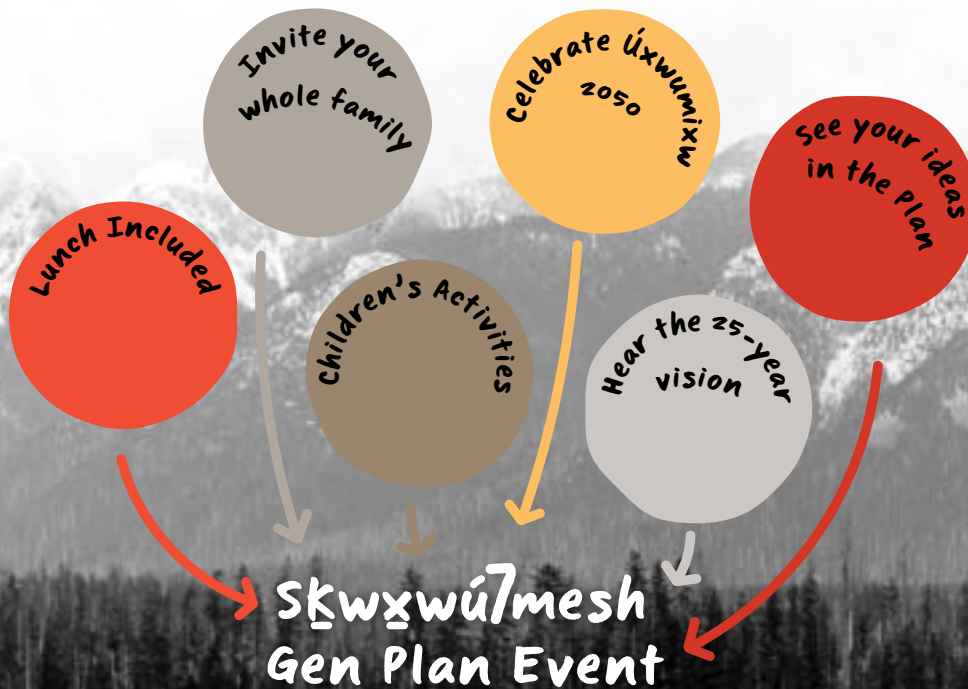 Invite your
whole family
Celebrate Úxwumixw
2050
See your ideas
in the Plan
Lunch Included
Children's Activities
Hear the 25-year
vision
Sḵwx̱wú7mesh
Gen Plan Event